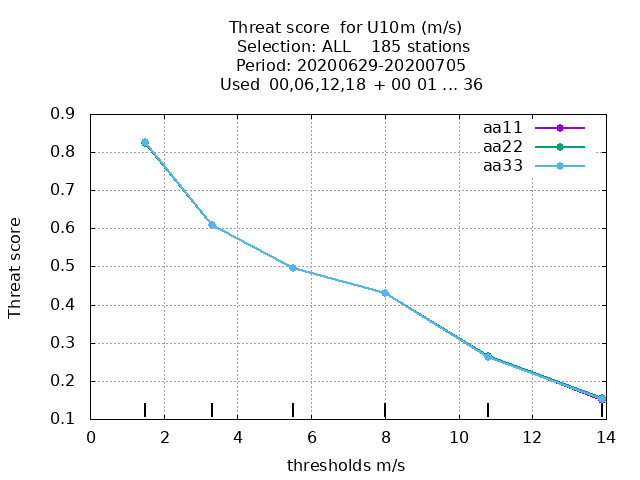 Threat score  for U10m (m/s)
Selection: ALL    185 stations
Period: 20200629-20200705
Used  00,06,12,18  + 00 01 ... 36
aa11
aa22
aa33
Threat score
0.9
0.8
0.7
0.6
0.5
0.4
0.3
0.2
0.1
0 2 4 6 8 10 12 14
thresholds m/s